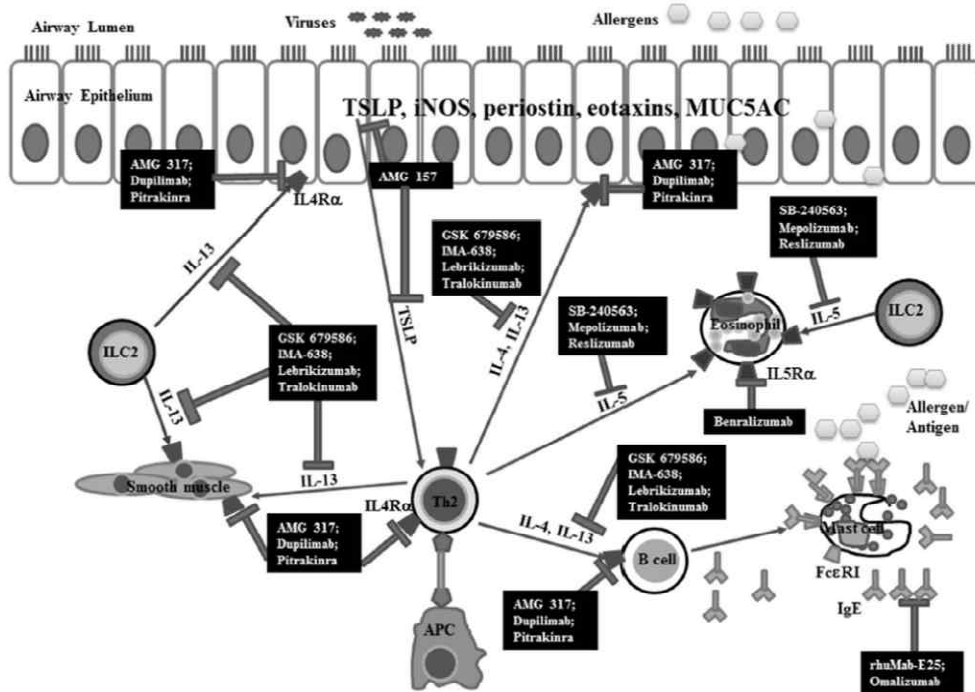 Airway Lumen
Viruses
Allergens
Airway Epithelium
TSLP, iNOS, periostin, eotaxins, MUC5AC
AMG 317;
Dupilimab;
Pitrakinra
IL4Rα
AMG 157
AMG 317;
Dupilimab;
Pitrakinra
GSK 679586;
IMA-638;
Lebrikizumab;
Tralokinumab
SB-240563;
Mepolizumab;
Reslizumab
IL-13
TSLP
IL-4, IL-13
SB-240563;
Mepolizumab;
Reslizumab
Eosinophil
IL-5
ILC2
ILC2
GSK 679586;
IMA-638;
Lebrikizumab;
Tralokinumab
IL-13
IL-5
IL5Rα
Benralizumab
Allergen/
Antigen
Smooth muscle
IL-13
IL4Rα
Th2
GSK 679586;
IMA-638;
Lebrikizumab;
Tralokinumab
AMG 317;
Dupilimab;
Pitrakinra
IL-4, IL-13
B cell
Mast cell
FcεRI
IgE
AMG 317;
Dupilimab;
Pitrakinra
APC
rhuMab-E25;
Omalizumab